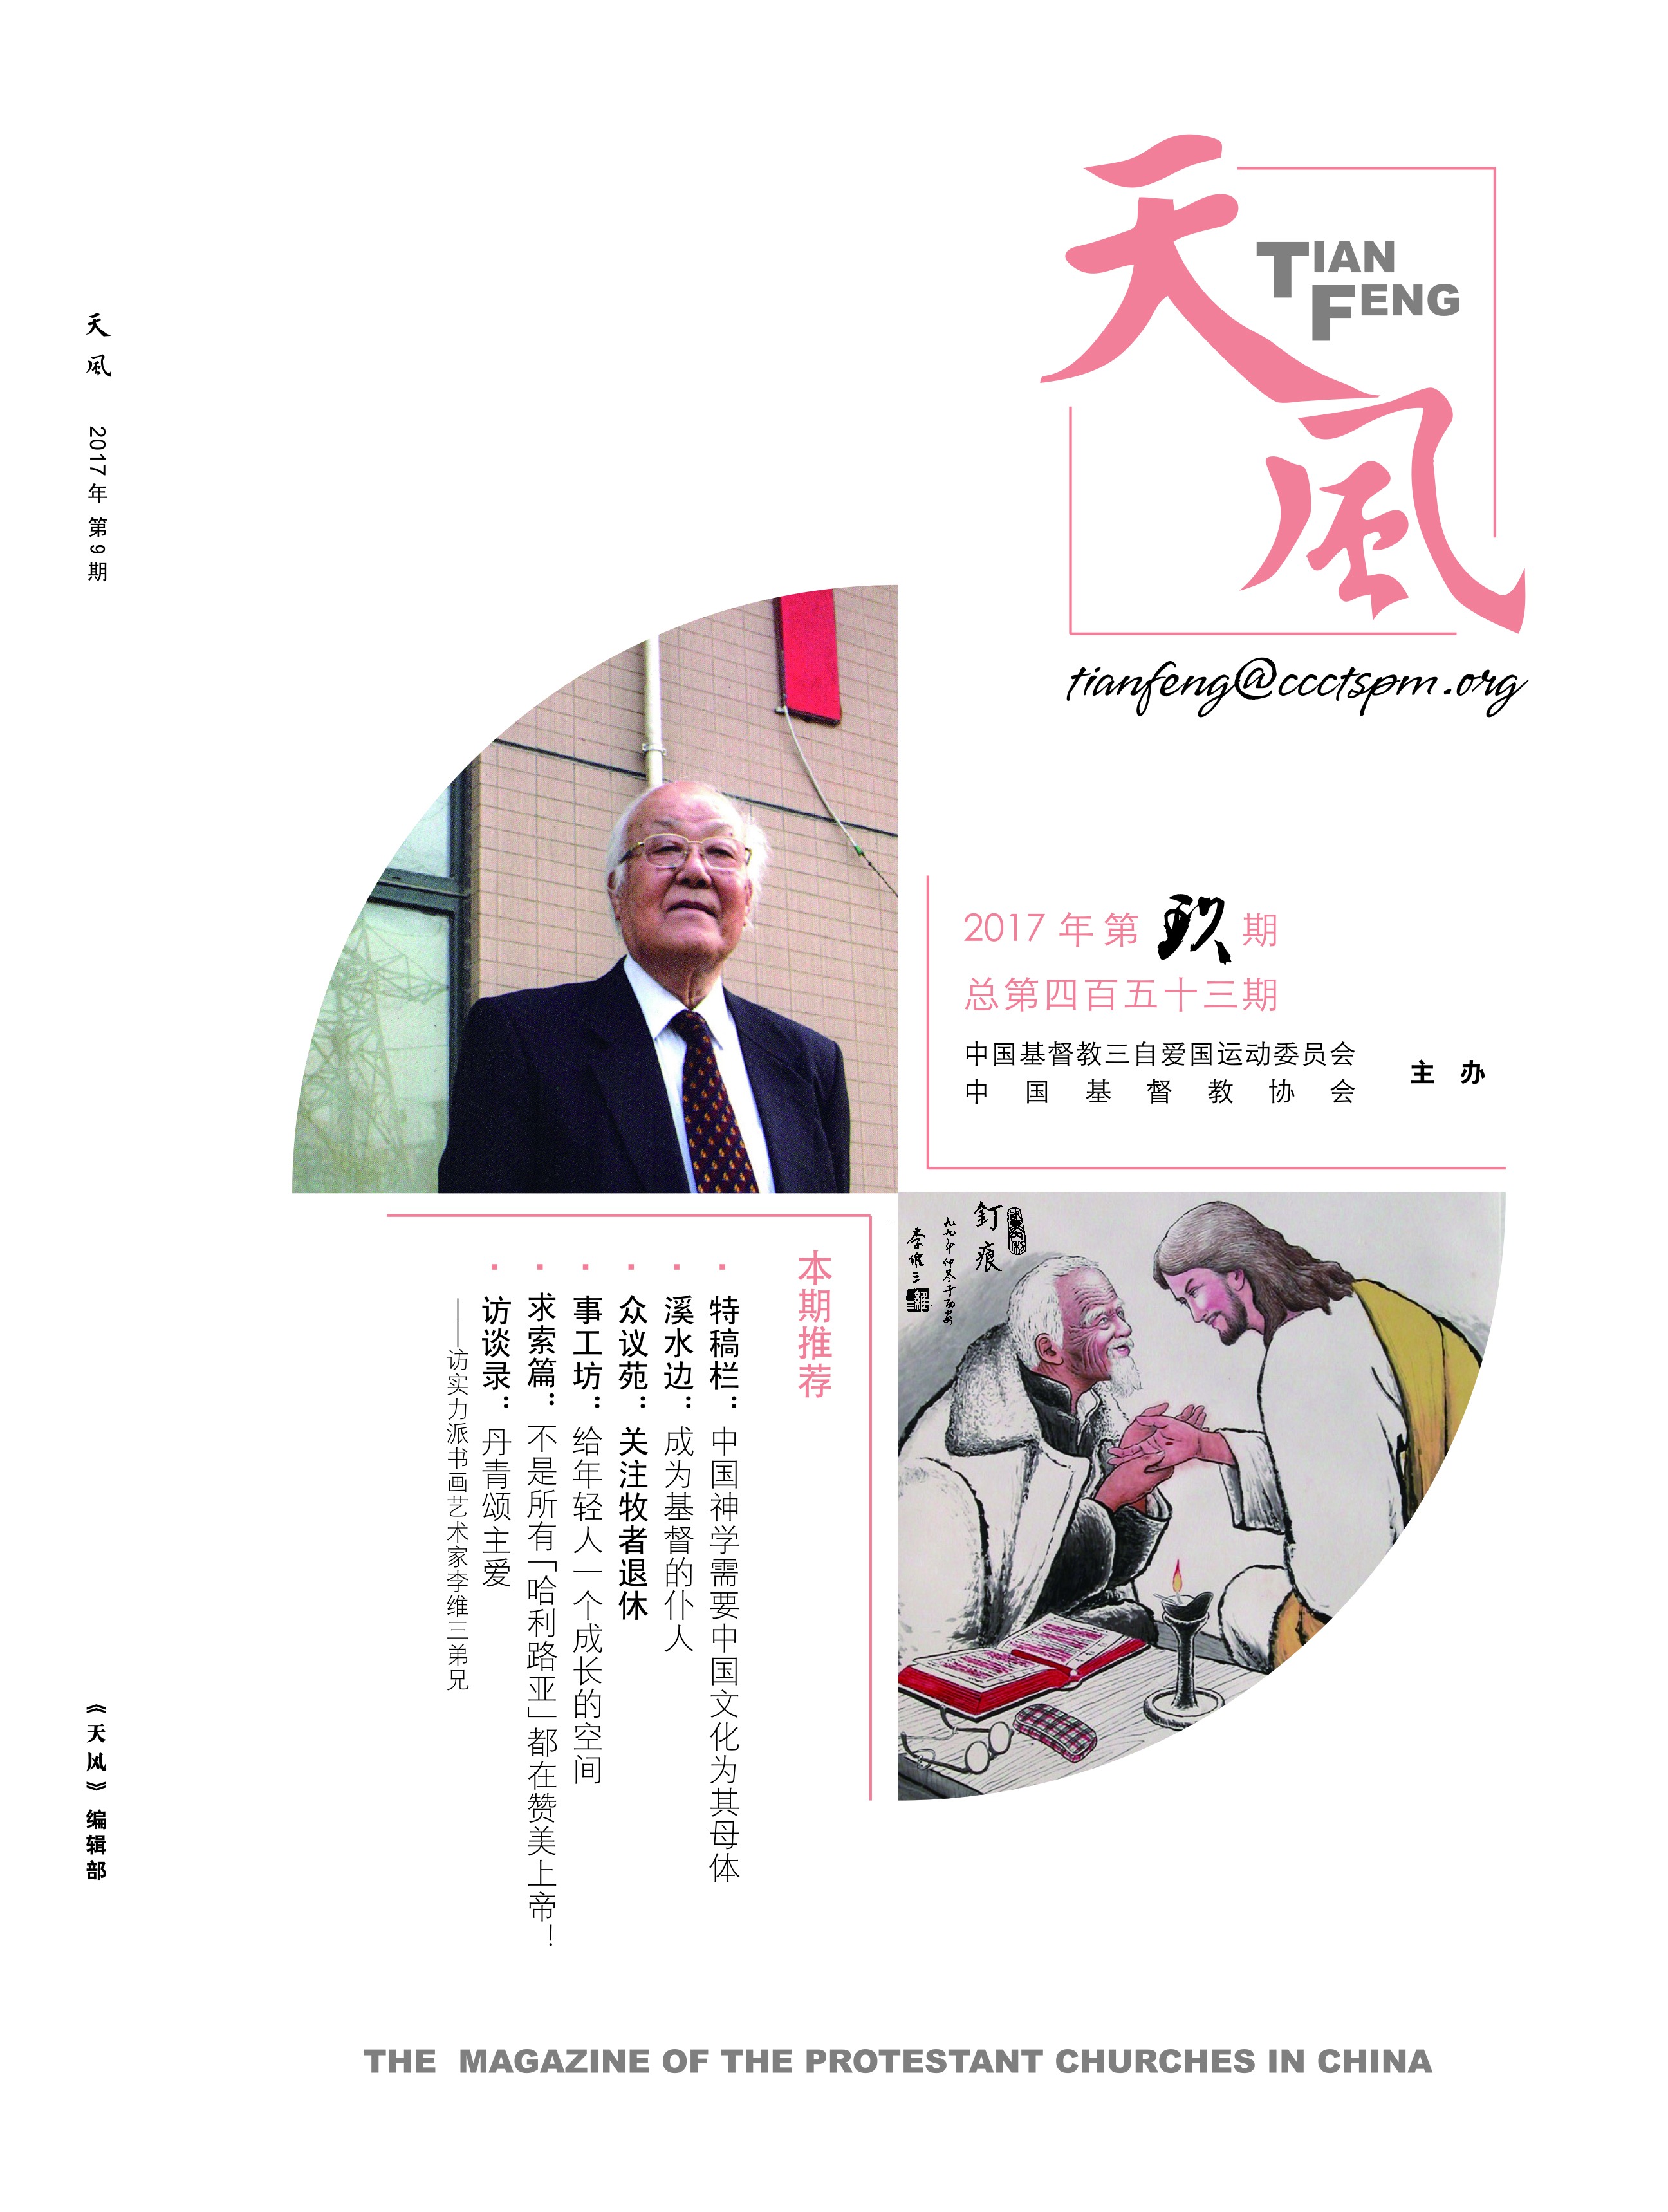 天風
TIAN
FENG
tianfeng@ccctspm.org
天風 2017年 第9期
2017年第玖期
总第四百五十三期
中国基督教三自爱国运动委员会
中国基督教协会
主办
釘痕
李维三
本期推荐
· 特稿栏：中国神学需要中国文化为其母体
· 溪水边：成为基督的仆人
· 众议苑：关注牧者退休
· 事工坊：给年轻人一个成长的空间
· 求索篇：不是所有「哈利路亚」都在赞美上帝！
· 访谈录：丹青颂主爱
——访实力派书画艺术家李维三弟兄
《天风》编辑部
THE MAGAZINE OF THE PROTESTANT CHURCHES IN CHINA